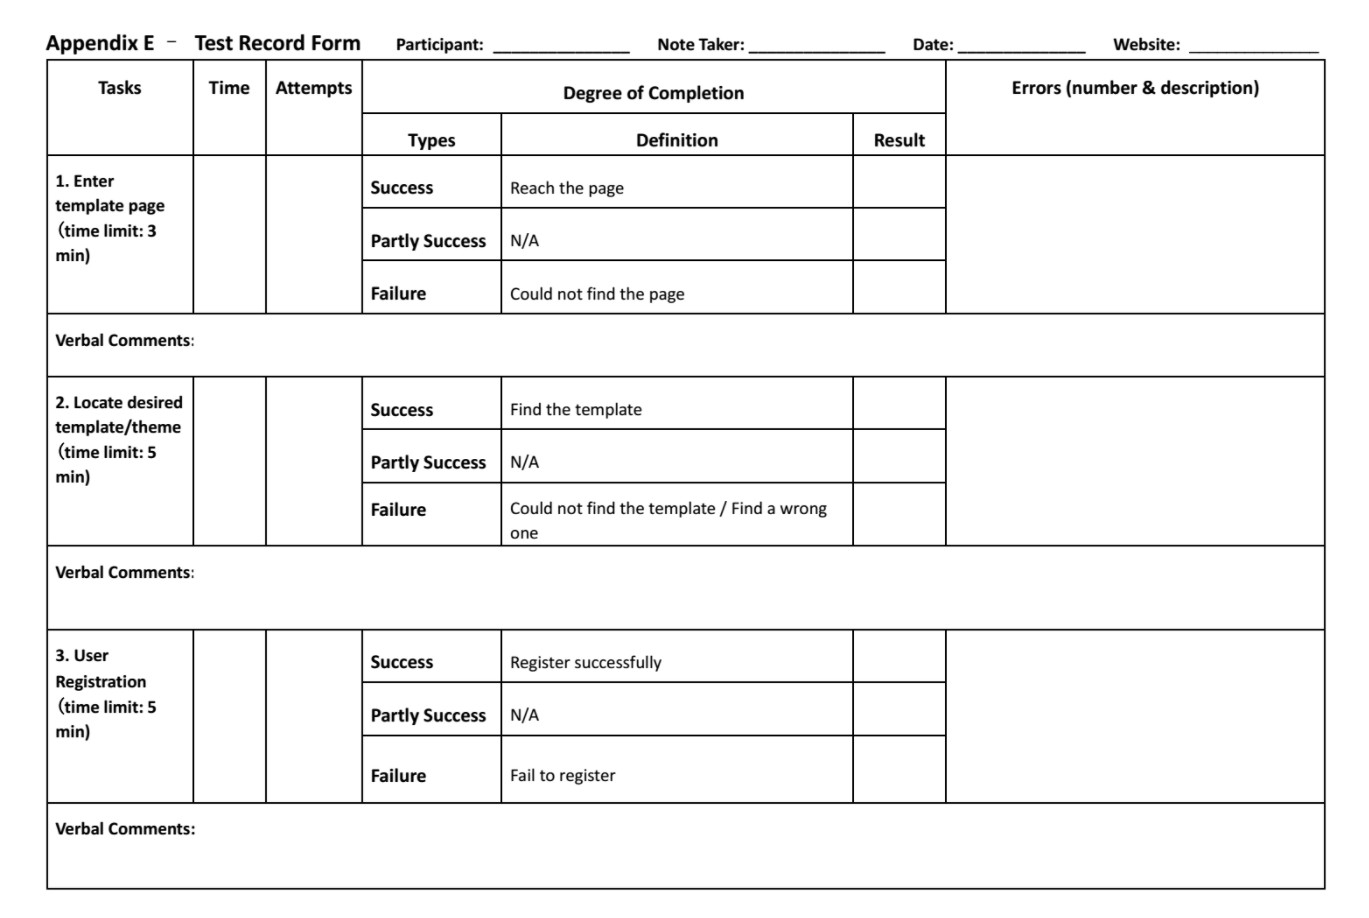 Appendix E – Test Record Form Participant: _______________ Note Taker: _______________ Date: ______________ Website: ______________
Tasks Time Attempts Degree of Completion Errors (number & description)
Types Definition Result
1. Enter
template page
(time limit: 3
min)
Success Reach the page
Partly Success N/A
Failure Could not find the page
Verbal Comments:
2. Locate desired
template/theme
(time limit: 5
min)
Success Find the template
Partly Success N/A
Failure Could not find the template / Find a wrong
one
Verbal Comments:
3. User
Registration
(time limit: 5
min)
Success Register successfully
Partly Success N/A
Failure Fail to register
Verbal Comments: